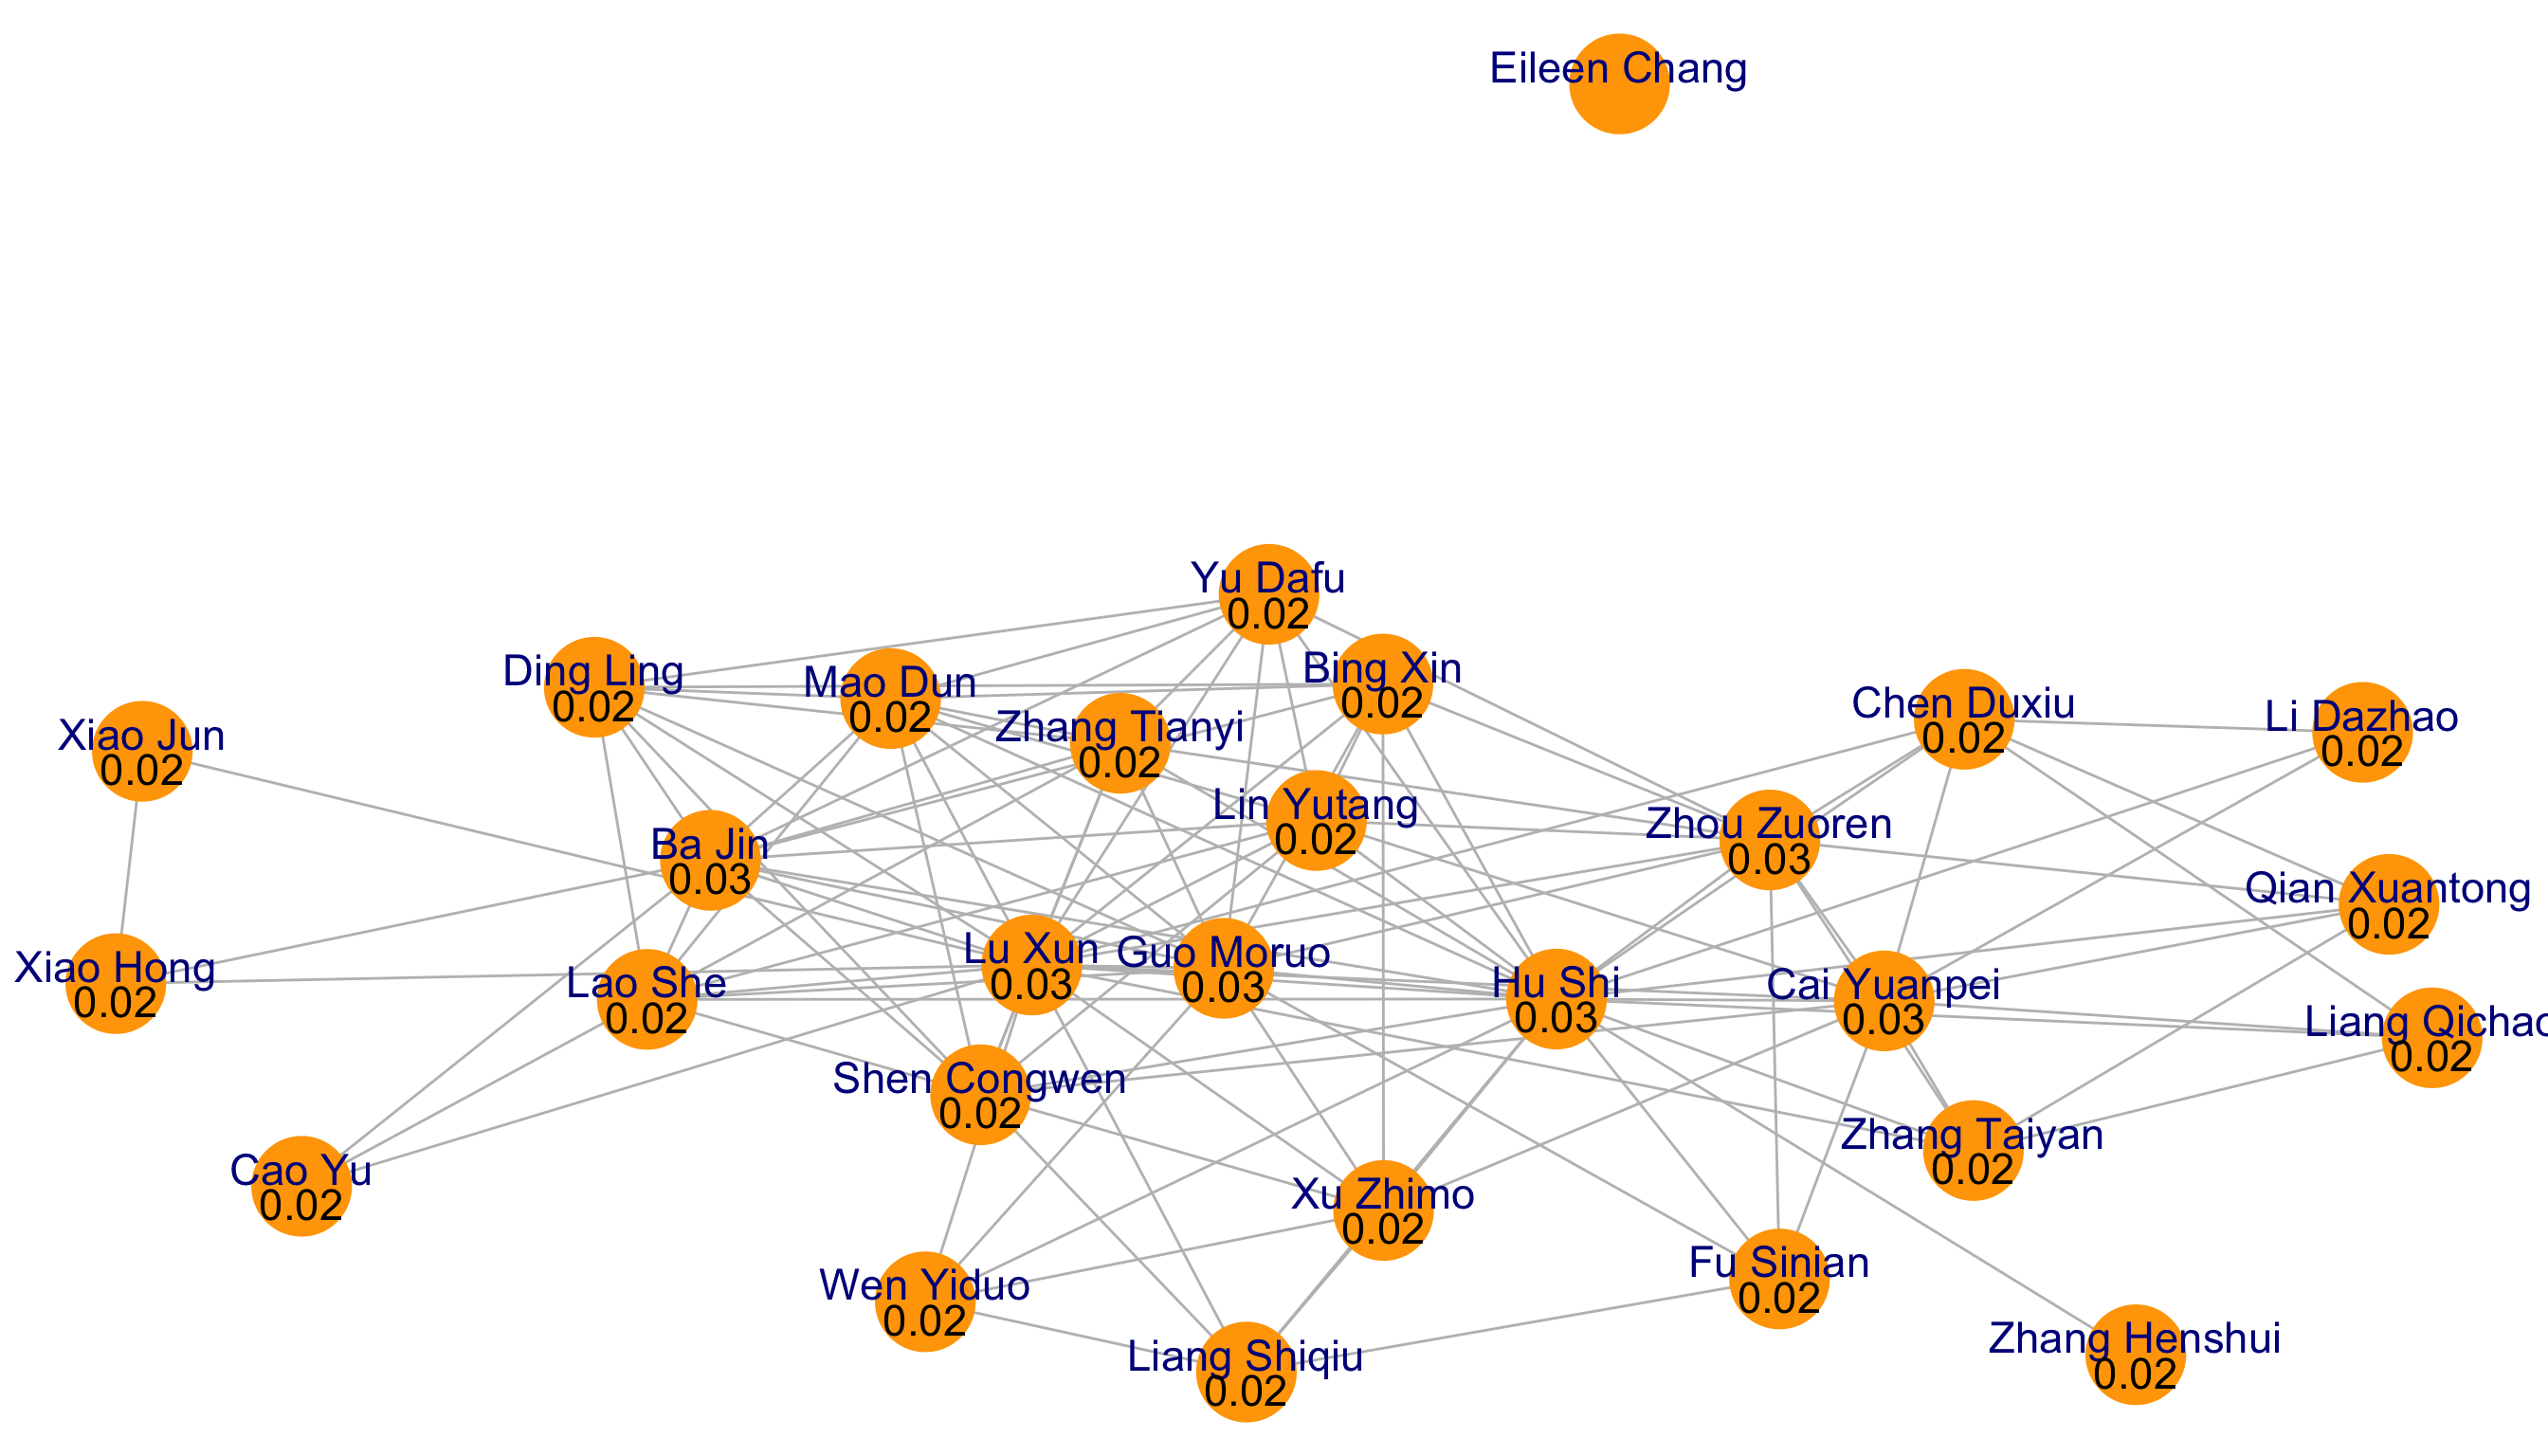 Eileen Chang
Yu Dafu
0.02
Ding Ling
0.02
Mao Dun
0.02
Bing Xin
0.02
Zhang Tianyi
0.02
Chen Duxiu
0.02
Li Dazhao
0.02
Xiao Jun
0.02
Lin Yutang
0.02
Zhou Zuoren
0.03
Ba Jin
0.03
Qian Xuantong
0.02
Lu Xun
0.03
Guo Moruo
0.03
Xiao Hong
0.02
Lao She
0.02
Hu Shi
0.03
Cai Yuanpei
0.03
Liang Qichao
0.02
Shen Congwen
0.02
Zhang Taiyan
0.02
Cao Yu
0.02
Xu Zhimo
0.02
Fu Sinian
0.02
Wen Yiduo
0.02
Zhang Henshui
0.02
Liang Shiqiu
0.02